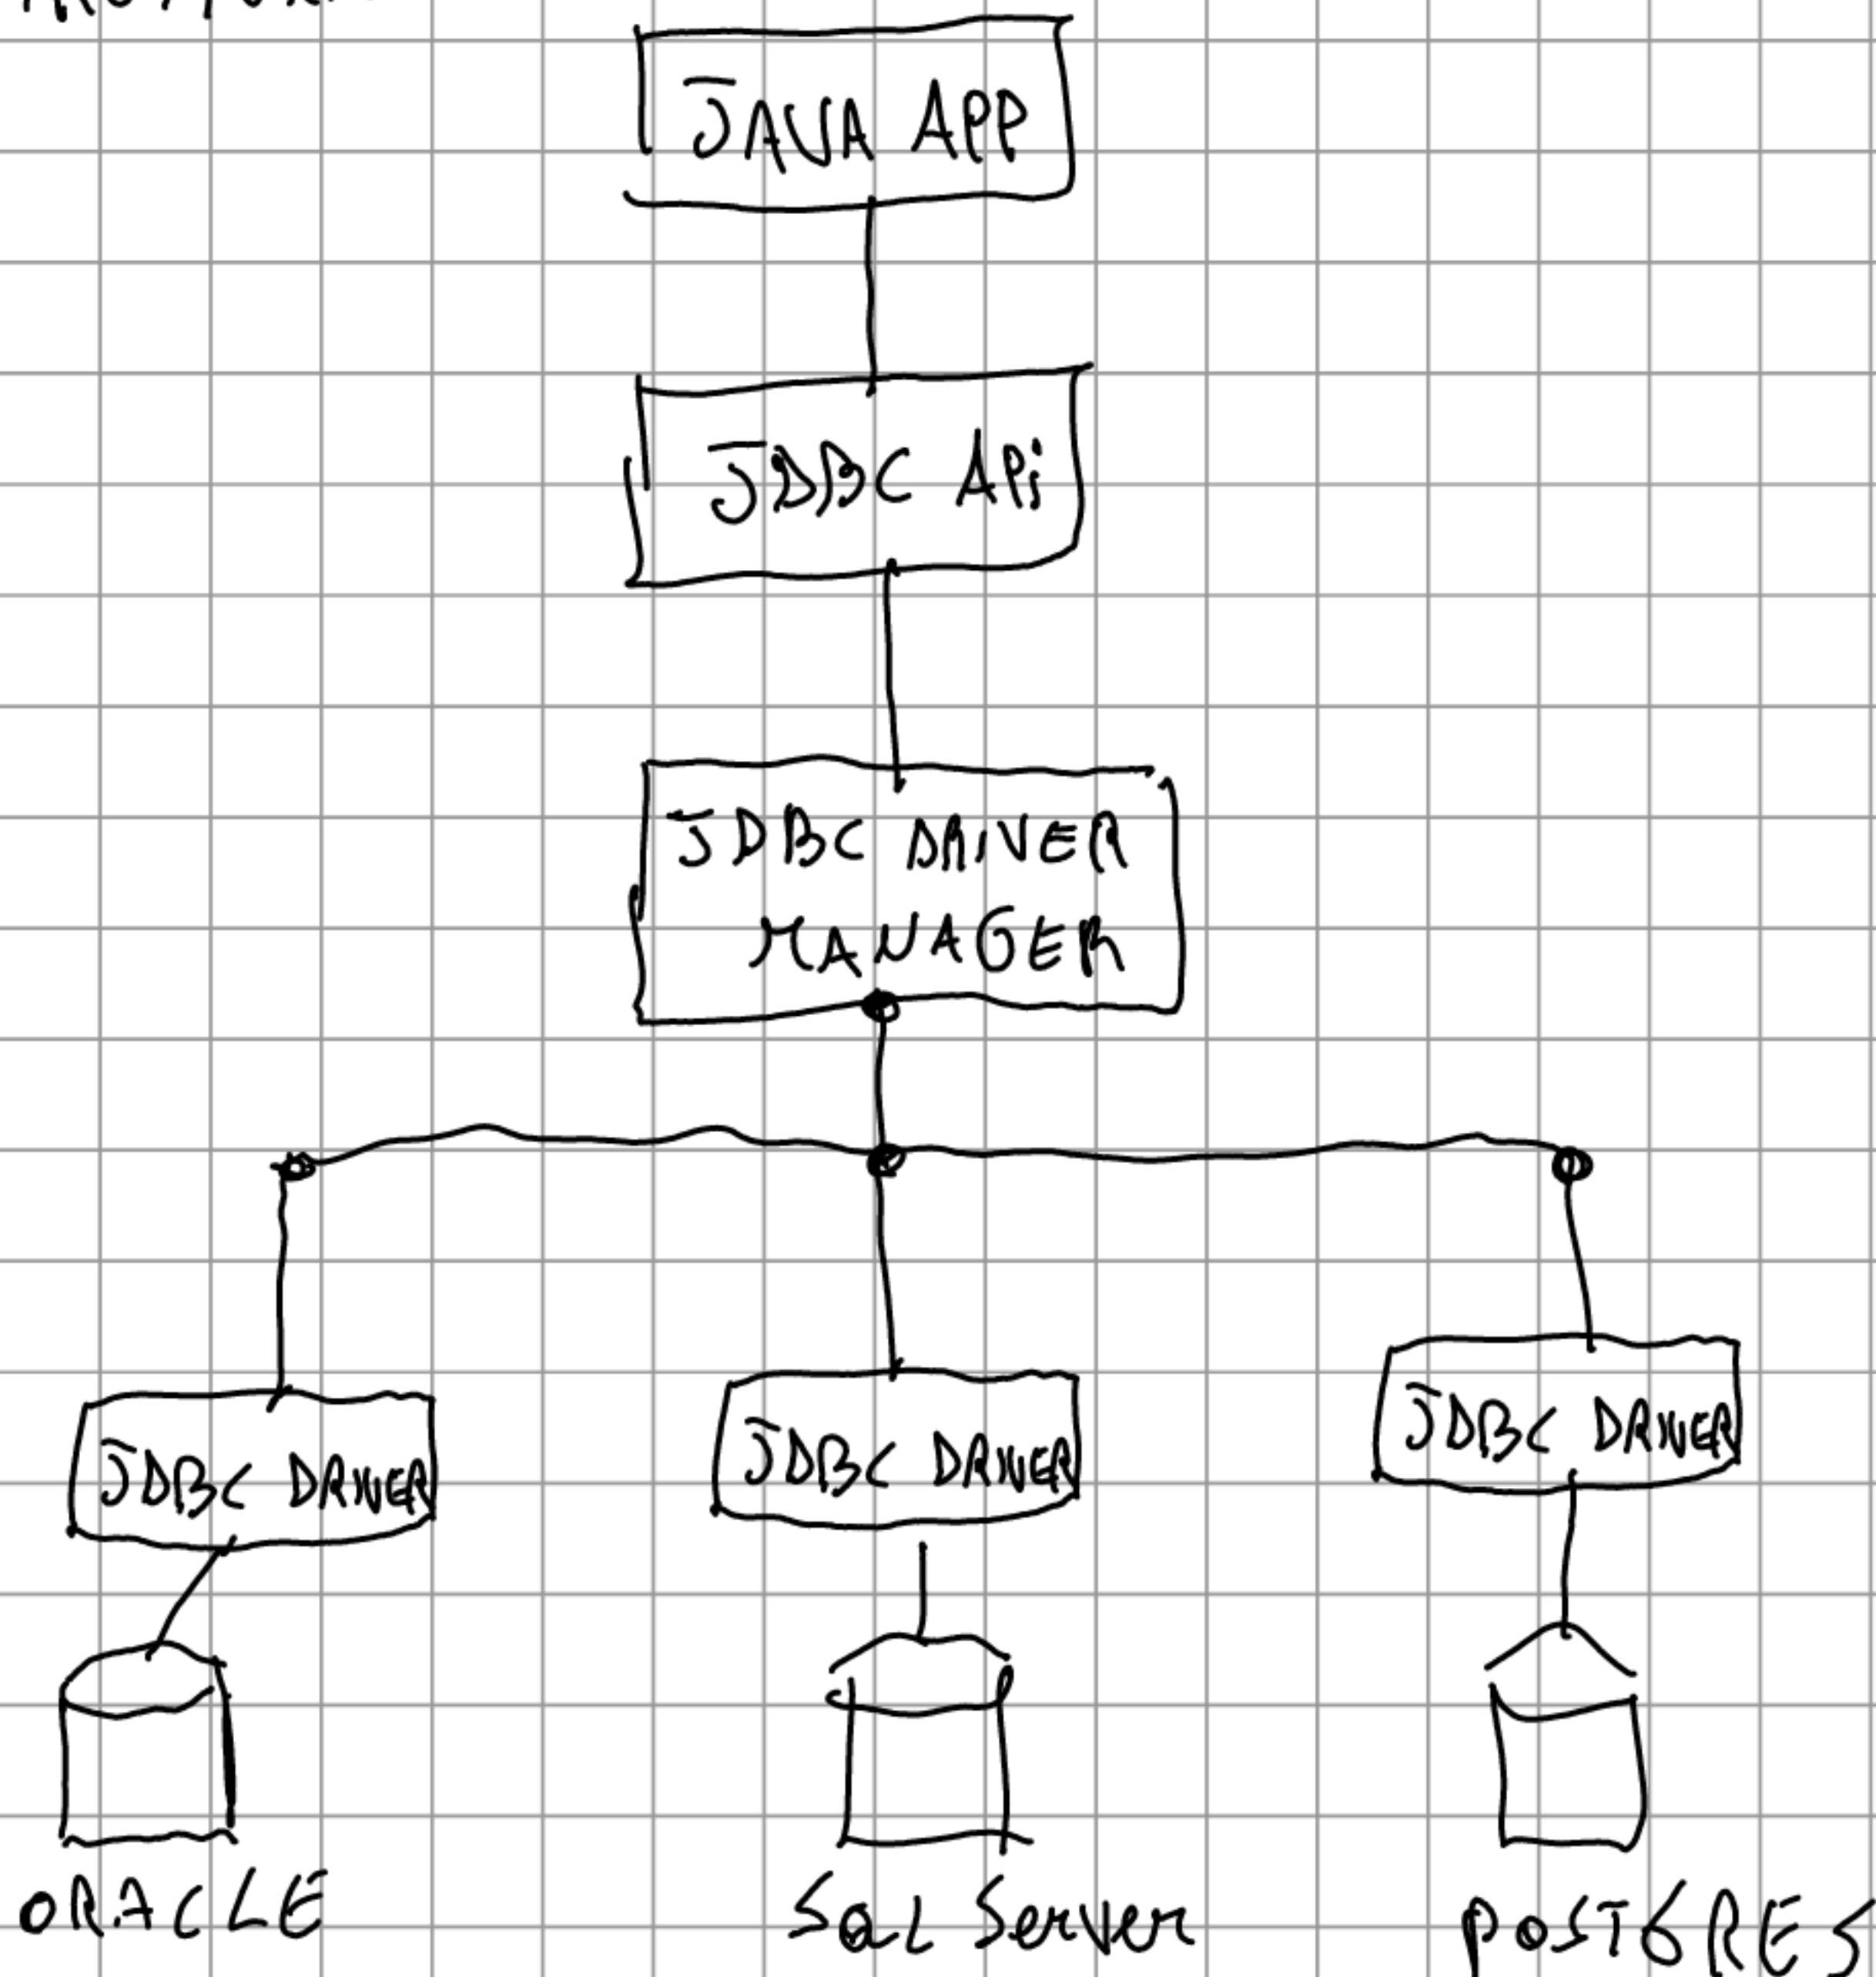 JAVA APP
JDBC APi
JDBC DRIVER
MANAGER
JDBC DRIVER
JDBC DRIVER
JDBC DRIVER
ORACLE
SQL Server
POSTGRES